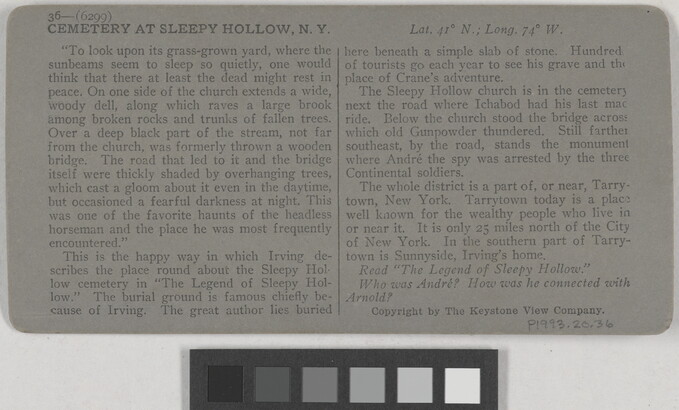 36—(6299)
CEMETERY AT SLEEPY HOLLOW, N. Y.
Lat. 41° N.; Long. 74° W.
"To look upon its grass-grown yard, where the
sunbeams seem to sleep so quietly, one would
think that there at least the dead might rest in
peace. On one side of the church extends a wide,
woody dell, along which raves a large brook
among broken rocks and trunks of fallen trees.
Over a deep black part of the stream, not far
from the church, was formerly thrown a wooden
bridge. The road that led to it and the bridge
itself were thickly shaded by overhanging trees,
which cast a gloom about it even in the daytime,
but occasioned a fearful darkness at night. This
was one of the favorite haunts of the headless
horseman and the place he was most frequently
encountered."
This is the happy way in which Irving de-
scribes the place round about the Sleepy Hol-
low cemetery in "The Legend of Sleepy Hol-
low." The burial ground is famous chiefly be-
cause of Irving. The great author lies buried
here beneath a simple slab of stone. Hundred
of tourists go each year to see his grave and the
place of Crane's adventure.
The Sleepy Hollow church is in the cemetery
next the road where Ichabod had his last mad
ride. Below the church stood the bridge across
which old Gunpowder thundered. Still farther
southeast, by the road, stands the monument
where André the spy was arrested by the three
Continental soldiers.
The whole district is a part of, or near, Tarry-
town, New York. Tarrytown today is a place
well known for the wealthy people who live in
or near it. It is only 25 miles north of the City
of New York. In the southern part of Tarry-
town is Sunnyside, Irving's home.
Read "The Legend of Sleepy Hollow."
Who was André? How was he connected with
Arnold?
Copyright by The Keystone View Company.
P1993.20.36